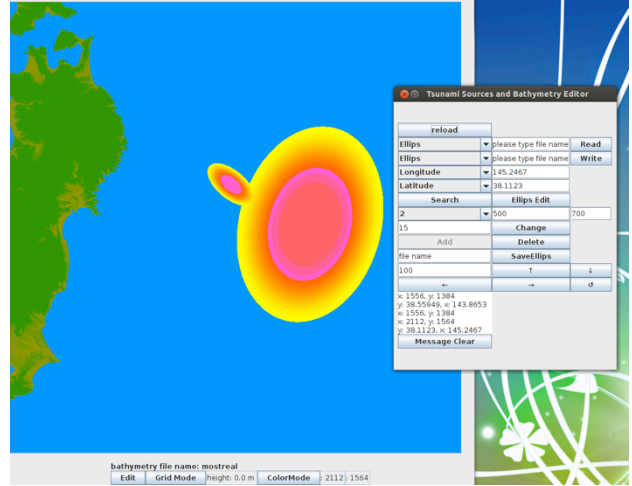 Tsunami Sources and Bathymetry Editor
reload
Ellips please type file name Read
Ellips please type file name Write
Longitude 145.2467
Latitude 38.1123
Search Ellips Edit
2 500 700
15 Change
Add Delete
file name SaveEllips
100 ↑ ↓
← → ↺
x: 1556, y: 1384
y: 38.55949, x: 143.8653
x: 1556, y: 1384
x: 2112, y: 1564
y: 38.1123, x: 145.2467
Message Clear
bathymetry file name: mostreal
Edit Grid Mode height: 0.0 m ColorMode : 2112 : 1564